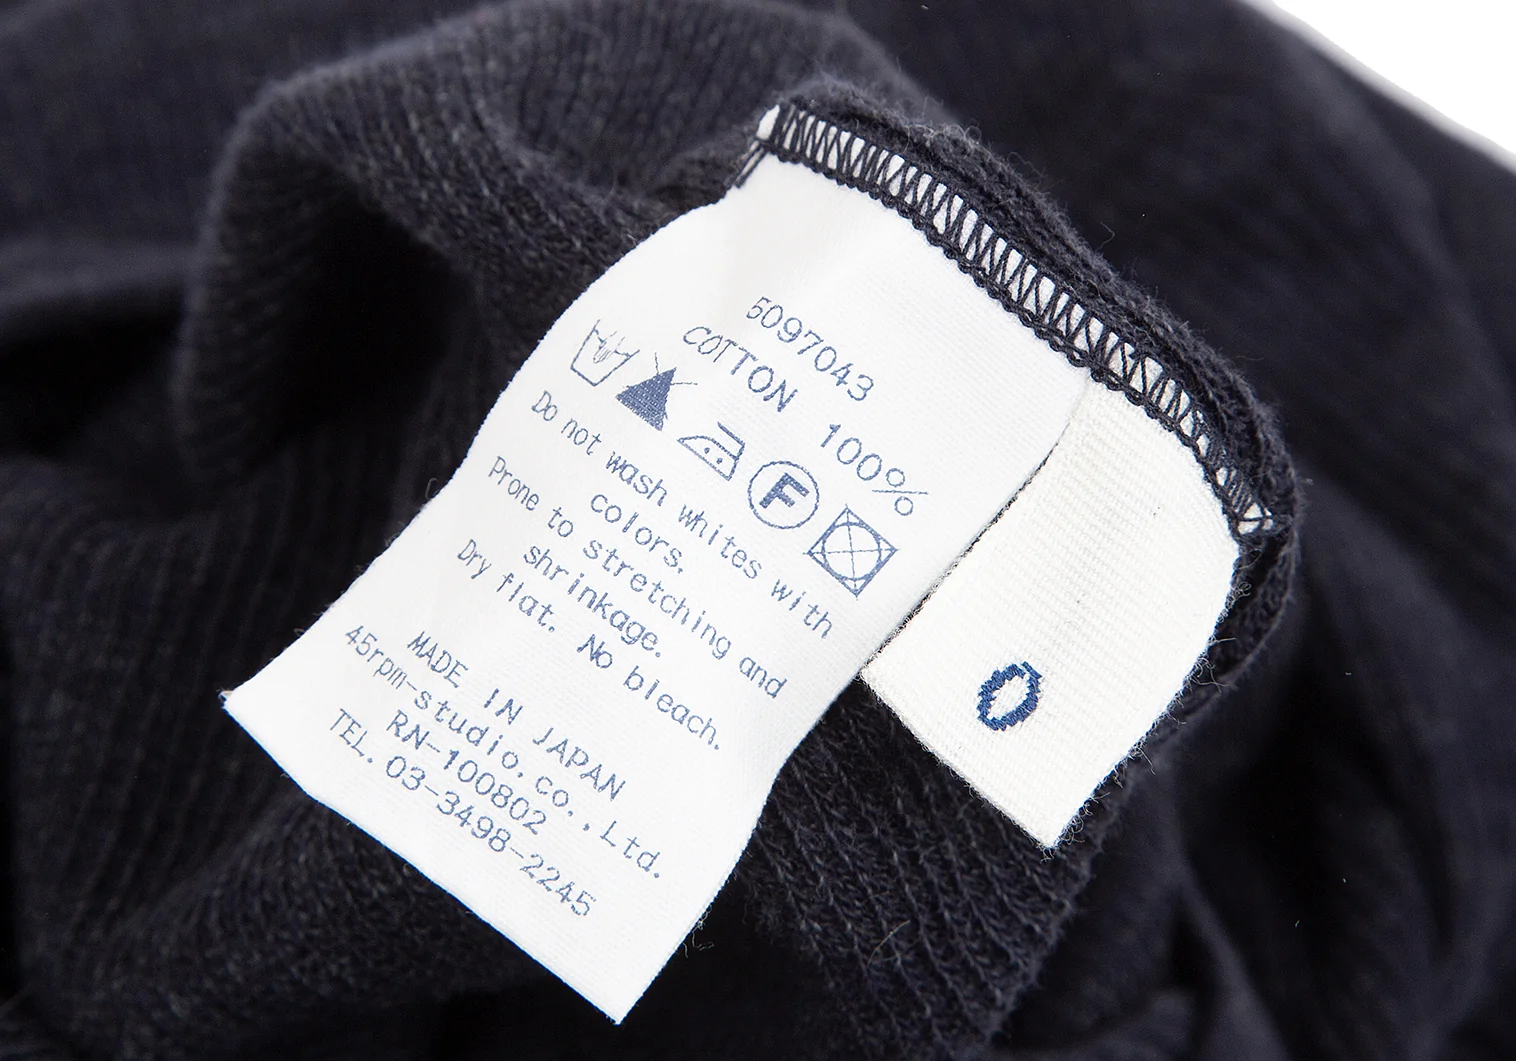 5097043
COTTON 100%
F
Do not wash whites with
colors.
Prone to stretching and
shrinkage.
Dry flat. No bleach.
MADE IN JAPAN
45rpm-studio.co.,Ltd.
RN-100802
TEL. 03-3498-2245
0